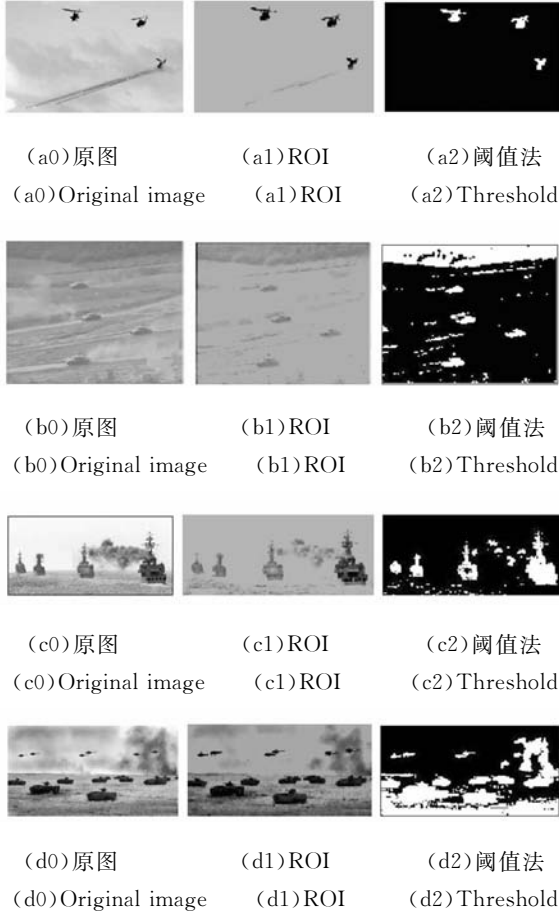 (a0)原图 (a1)ROI (a2)阈值法
(a0)Original image (a1)ROI (a2)Threshold
(b0)原图 (b1)ROI (b2)阈值法
(b0)Original image (b1)ROI (b2)Threshold
(c0)原图 (c1)ROI (c2)阈值法
(c0)Original image (c1)ROI (c2)Threshold
(d0)原图 (d1)ROI (d2)阈值法
(d0)Original image (d1)ROI (d2)Threshold